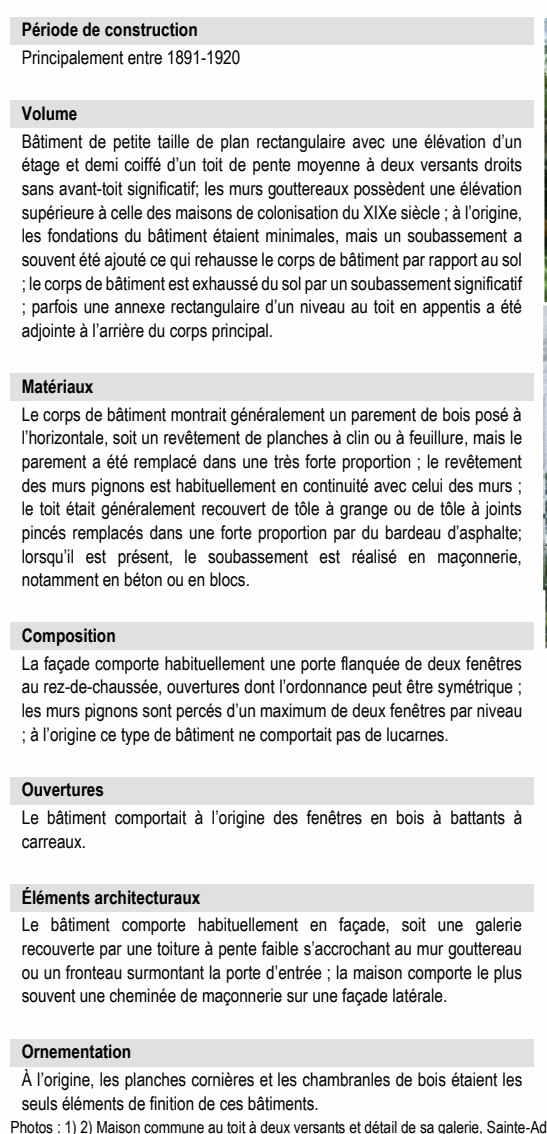 Période de construction
Principalement entre 1891-1920
Volume
Bâtiment de petite taille de plan rectangulaire avec une élévation d'un
étage et demi coiffé d'un toit de pente moyenne à deux versants droits
sans avant-toit significatif; les murs gouttereaux possèdent une élévation
supérieure à celle des maisons de colonisation du XIXe siècle ; à l'origine,
les fondations du bâtiment étaient minimales, mais un soubassement a
souvent été ajouté ce qui rehausse le corps de bâtiment par rapport au sol
; le corps de bâtiment est exhaussé du sol par un soubassement significatif
; parfois une annexe rectangulaire d'un niveau au toit en appentis a été
adjointe à l'arrière du corps principal.
Matériaux
Le corps de bâtiment montrait généralement un parement de bois posé à
l'horizontale, soit un revêtement de planches à clin ou à feuillure, mais le
parement a été remplacé dans une très forte proportion ; le revêtement
des murs pignons est habituellement en continuité avec celui des murs ;
le toit était généralement recouvert de tôle à grange ou de tôle à joints
pincés remplacés dans une forte proportion par du bardeau d'asphalte;
lorsqu'il est présent, le soubassement est réalisé en maçonnerie,
notamment en béton ou en blocs.
Composition
La façade comporte habituellement une porte flanquée de deux fenêtres
au rez-de-chaussée, ouvertures dont l'ordonnance peut être symétrique ;
les murs pignons sont percés d'un maximum de deux fenêtres par niveau
; à l'origine ce type de bâtiment ne comportait pas de lucarnes.
Ouvertures
Le bâtiment comportait à l'origine des fenêtres en bois à battants à
carreaux.
Éléments architecturaux
Le bâtiment comporte habituellement en façade, soit une galerie
recouverte par une toiture à pente faible s'accrochant au mur gouttereau
ou un fronteau surmontant la porte d'entrée ; la maison comporte le plus
souvent une cheminée de maçonnerie sur une façade latérale.
Ornementation
À l'origine, les planches cornières et les chambranles de bois étaient les
seuls éléments de finition de ces bâtiments.
Photos : 1) 2) Maison commune au toit à deux versants et détail de sa galerie, Sainte-Ad